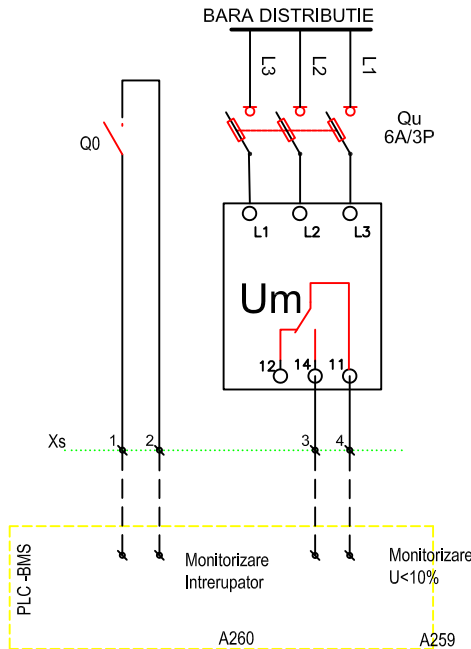 BARA DISTRIBUTIE
L3 L2 L1
Qu
6A/3P
Q0
L1 L2 L3
Um
12 14 11
Xs 1 2 3 4
PLC -BMS
Monitorizare
Intrerupator
Monitorizare
U<10%
A260 A259